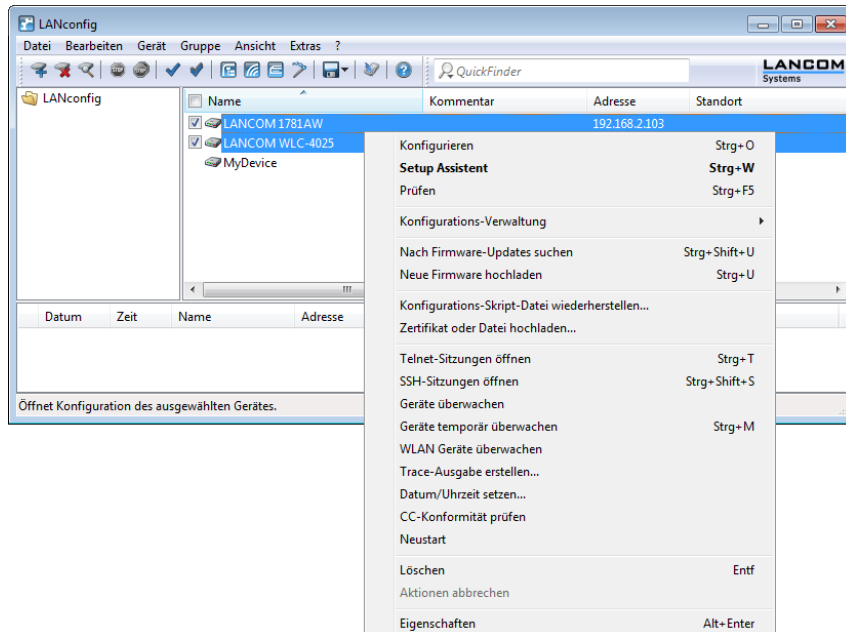 LANconfig
Datei Bearbeiten Gerät Gruppe Ansicht Extras ?
QuickFinder
LANCOM
Systems
LANconfig
Name Kommentar Adresse Standort
LANCOM 1781AW 192.168.2.103
LANCOM WLC-4025
MyDevice
Konfigurieren Strg+O
Setup Assistent Strg+W
Prüfen Strg+F5
Konfigurations-Verwaltung
Nach Firmware-Updates suchen Strg+Shift+U
Neue Firmware hochladen Strg+U
Konfigurations-Skript-Datei wiederherstellen...
Zertifikat oder Datei hochladen...
Telnet-Sitzungen öffnen Strg+T
SSH-Sitzungen öffnen Strg+Shift+S
Geräte überwachen
Geräte temporär überwachen Strg+M
WLAN Geräte überwachen
Trace-Ausgabe erstellen...
Datum/Uhrzeit setzen...
CC-Konformität prüfen
Neustart
Löschen Entf
Aktionen abbrechen
Eigenschaften Alt+Enter
Datum Zeit Name Adresse
Öffnet Konfiguration des ausgewählten Gerätes.